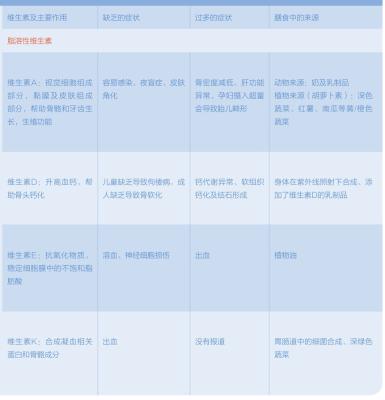 维生素及主要作用 缺乏的症状 过多的症状 膳食中的来源
脂溶性维生素
维生素A：视觉细胞组成
部分，黏膜及皮肤组成
部分，帮助骨骼和牙齿生
长，生殖功能
容易感染、夜盲症、皮肤
角化
骨密度减低、肝功能
异常，孕妇摄入超量
会导致胎儿畸形
动物来源：奶及乳制品
植物来源（胡萝卜素）：深色
蔬菜、红薯、南瓜等黄/橙色
蔬菜
维生素D：升高血钙，帮
助骨头钙化
儿童缺乏导致佝偻病，成
人缺乏导致骨软化
钙代谢异常、软组织
钙化及结石形成
身体在紫外线照射下合成、添
加了维生素D的乳制品
维生素E：抗氧化物质，
稳定细胞膜中的不饱和脂
肪酸
溶血、神经细胞损伤
出血
植物油
维生素K：合成凝血相关
蛋白和骨骼成分
出血
没有报道
胃肠道中的细菌合成、深绿色
蔬菜